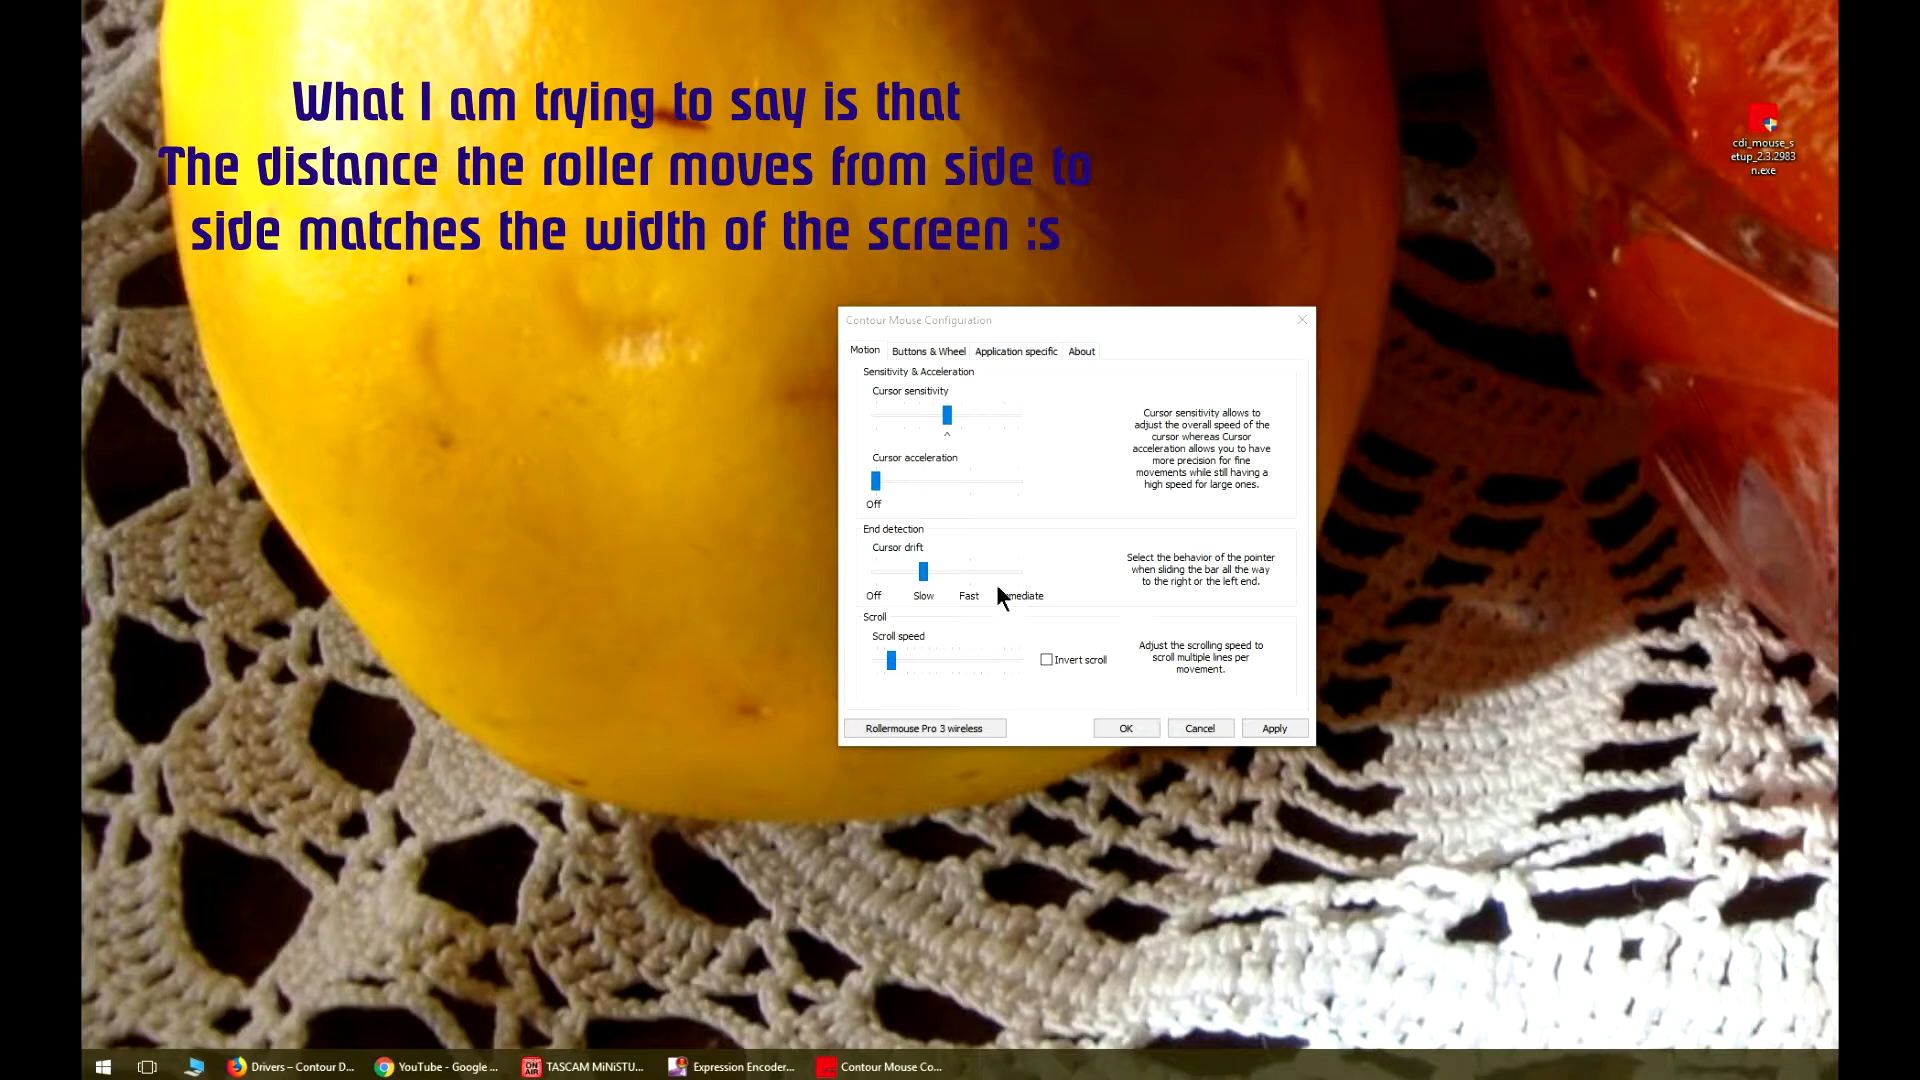 What I am trying to say is that
The distance the roller moves from side to
side matches the width of the screen :s
cdi_mouse_s
etup_2.3.2983
n.exe
Contour Mouse Configuration
Motion Buttons & Wheel Application specific About
Sensitivity & Acceleration
Cursor sensitivity
^
Cursor acceleration
Off
Cursor sensitivity allows to
adjust the overall speed of the
cursor whereas Cursor
acceleration allows you to have
more precision for fine
movements while still having a
high speed for large ones.
End detection
Cursor drift
Off Slow Fast mediate
Select the behavior of the pointer
when sliding the bar all the way
to the right or the left end.
Scroll
Scroll speed
Invert scroll
Adjust the scrolling speed to
scroll multiple lines per
movement.
Rollermouse Pro 3 wireless OK Cancel Apply
ON AIR
Drivers – Contour D... YouTube - Google ... TASCAM MiNiSTU... Expression Encoder... Contour Mouse Co...